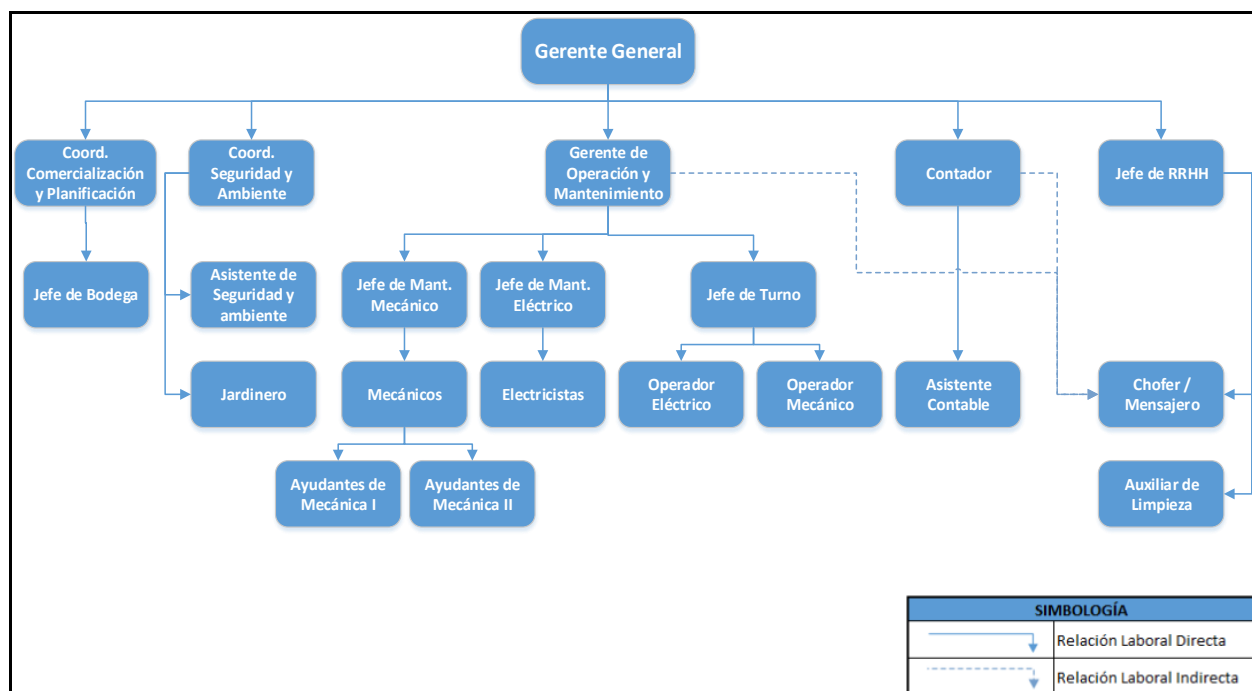 Gerente General
Coord.
Comercialización
y Planificación
Coord.
Seguridad y
Ambiente
Gerente de
Operación y
Mantenimiento
Contador
Jefe de RRHH
Jefe de Bodega
Asistente de
Seguridad y
ambiente
Jefe de Mant.
Mecánico
Jefe de Mant.
Eléctrico
Jefe de Turno
Jardinero
Mecánicos
Electricistas
Operador
Eléctrico
Operador
Mecánico
Asistente
Contable
Chofer /
Mensajero
Ayudantes de
Mecánica I
Ayudantes de
Mecánica II
Auxiliar de
Limpieza
SIMBOLOGÍA
Relación Laboral Directa
Relación Laboral Indirecta